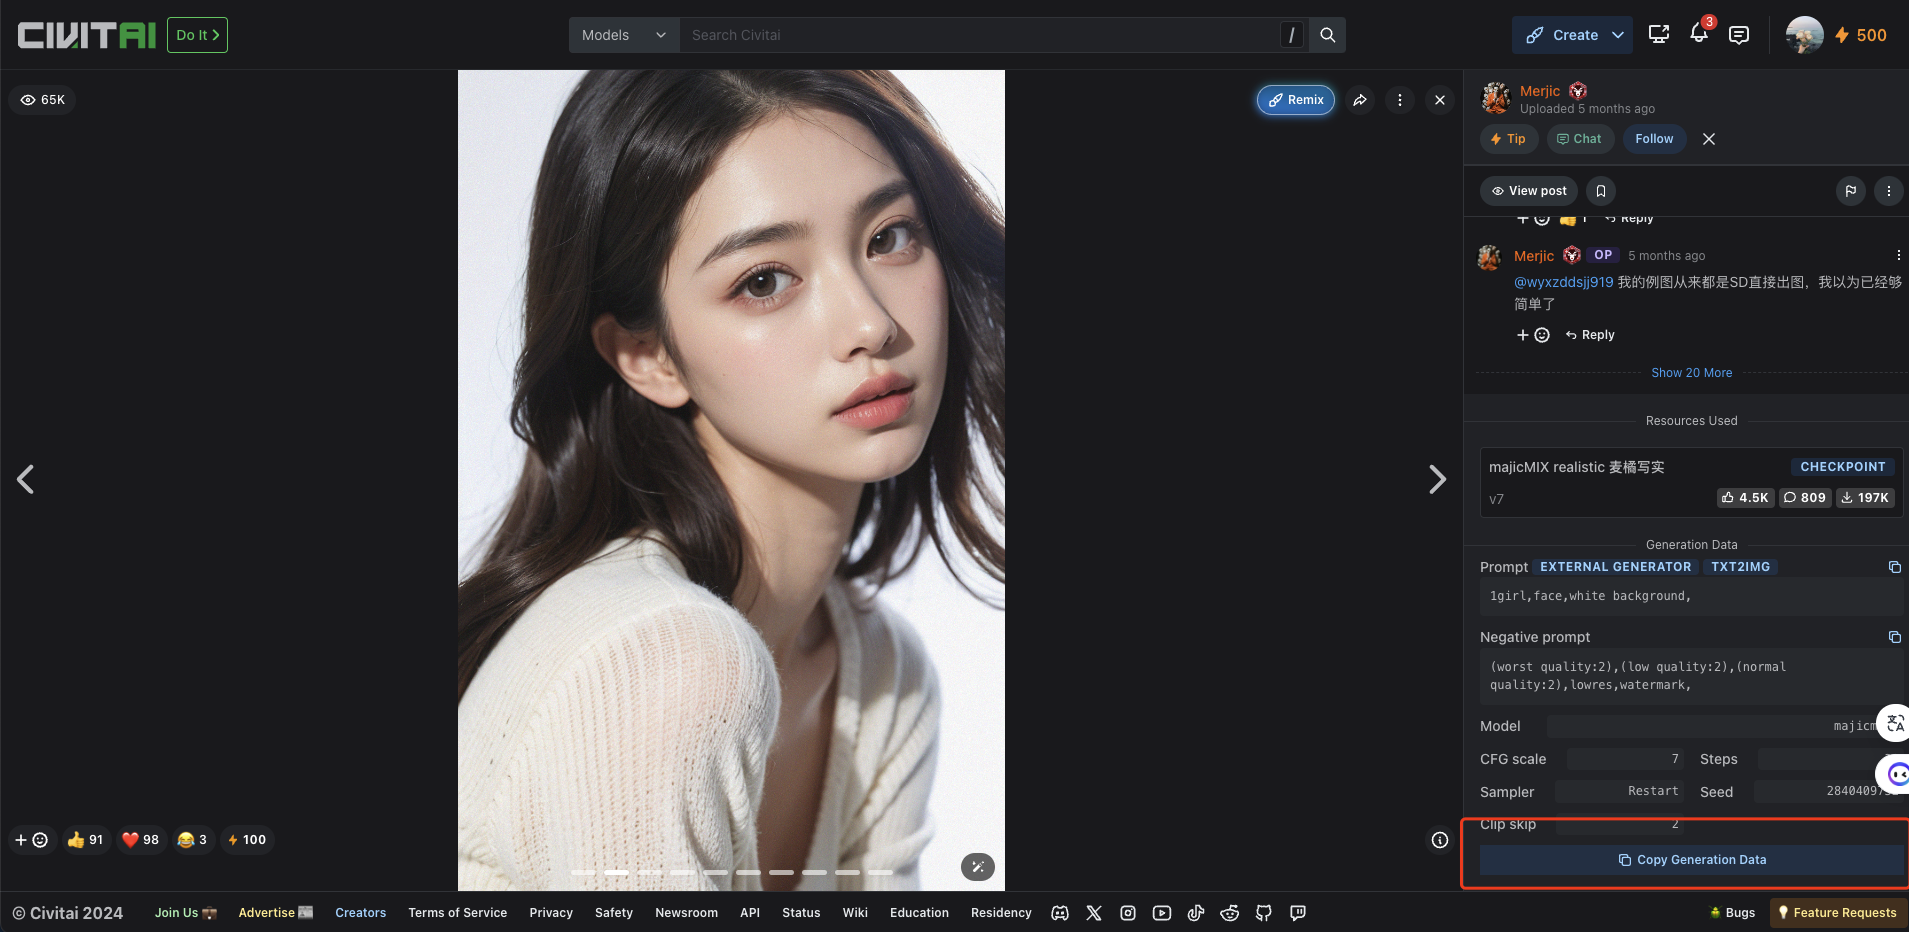 CIVITAI
Do It
Models
Search Civitai
/
Create
3
500
65K
Remix
Merjic
Uploaded 5 months ago
Tip
Chat
Follow
View post
1
Reply
Merjic
OP
5 months ago
@wyxzddsjj919 我的例图从来都是SD直接出图，我以为已经够
简单了
Reply
Show 20 More
Resources Used
majicMIX realistic 麦橘写实
CHECKPOINT
v7
4.5K
809
197K
Generation Data
Prompt EXTERNAL GENERATOR TXT2IMG
1girl,face,white background,
Negative prompt
(worst quality:2),(low quality:2),(normal
quality:2),lowres,watermark,
Model
CFG scale 7 Steps
Sampler Restart Seed
Clip skip 2
Copy Generation Data
91
98
3
100
© Civitai 2024
Join Us
Advertise
Creators
Terms of Service
Privacy
Safety
Newsroom
API
Status
Wiki
Education
Residency
Bugs
Feature Requests